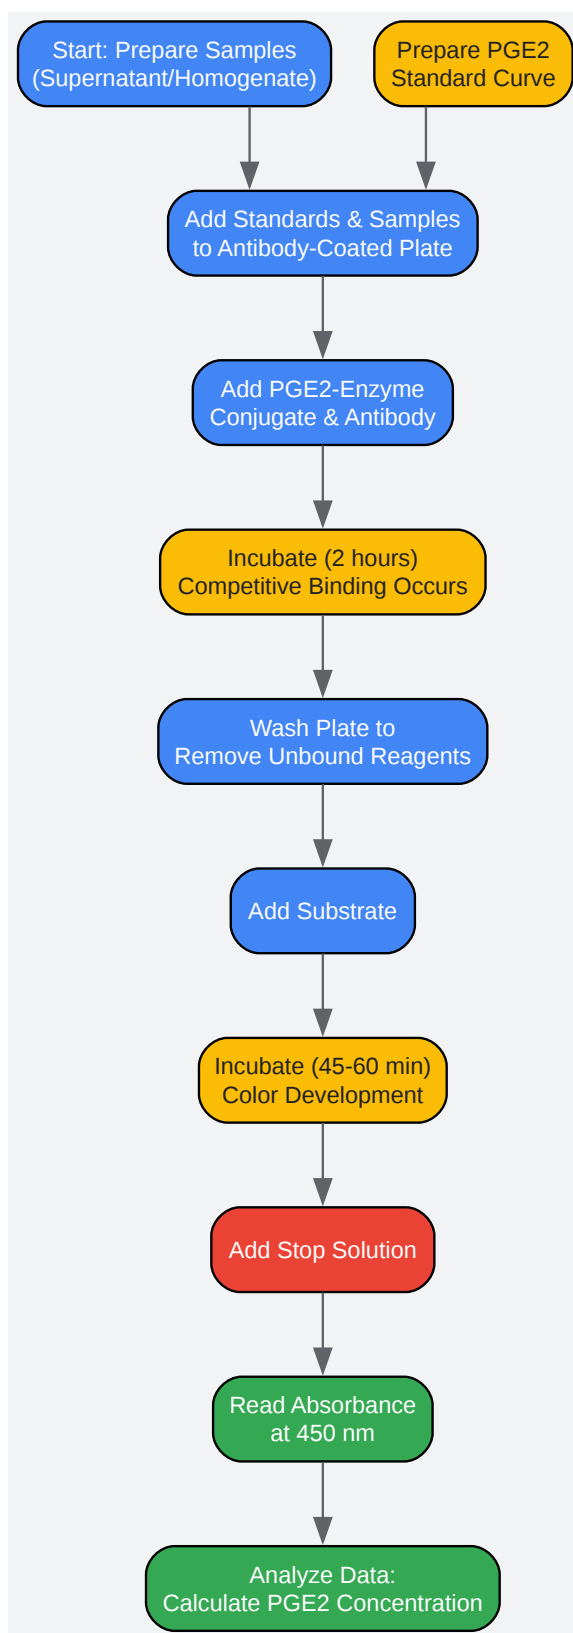 Start: Prepare Samples
(Supernatant/Homogenate)
Prepare PGE2
Standard Curve
Add Standards & Samples
to Antibody-Coated Plate
Add PGE2-Enzyme
Conjugate & Antibody
Incubate (2 hours)
Competitive Binding Occurs
Wash Plate to
Remove Unbound Reagents
Add Substrate
Incubate (45-60 min)
Color Development
Add Stop Solution
Read Absorbance
at 450 nm
Analyze Data:
Calculate PGE2 Concentration